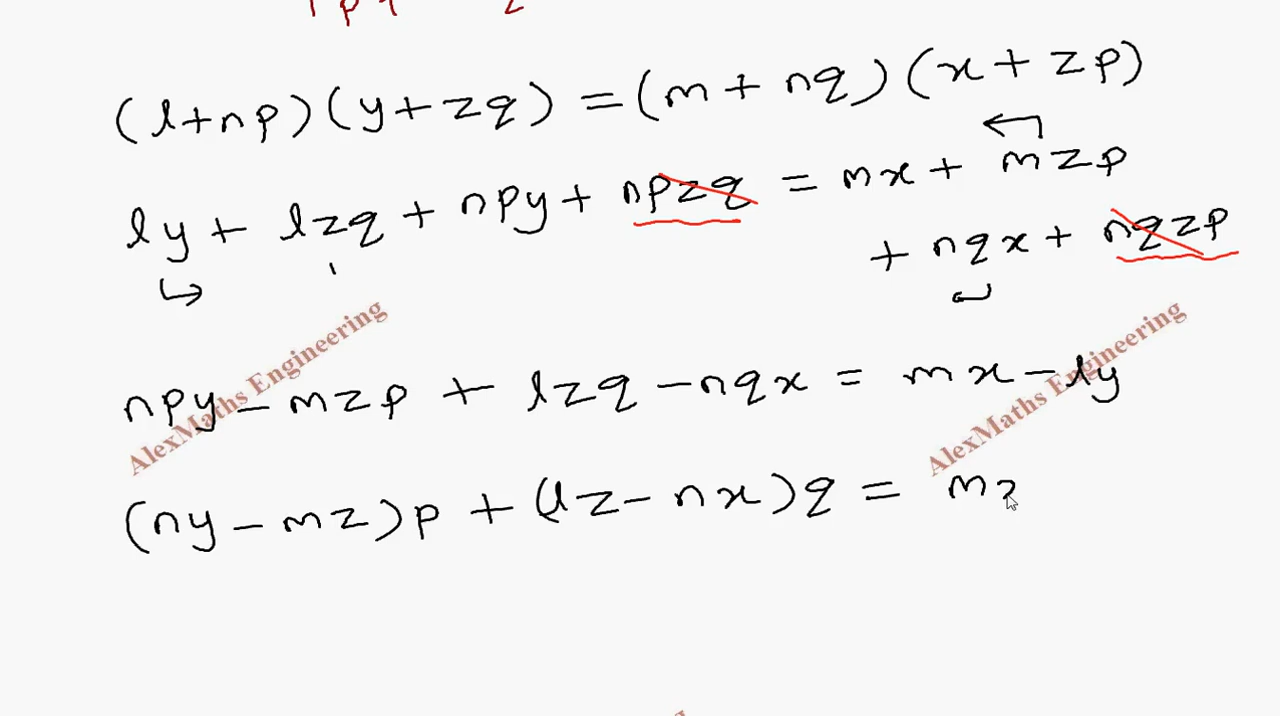 (l+np)(y+zq) = (m+nq)(x+zp)
ly + lzq + npy + npzq = mx + mzp
+ nqx + nqzp
AlexMaths Engineering
AlexMaths Engineering
npy - mzp + lzq - nqx = mx - ly
(ny - mz)p + (lz - nx)q = m